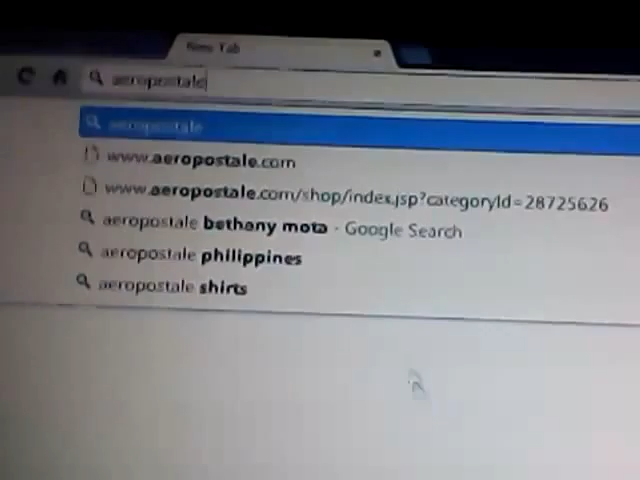 New Tab
aeropostale
aeropostale
www.aeropostale.com
www.aeropostale.com/shop/index.jsp?categoryId=28725626
aeropostale bethany mota - Google Search
aeropostale philippines
aeropostale shirts